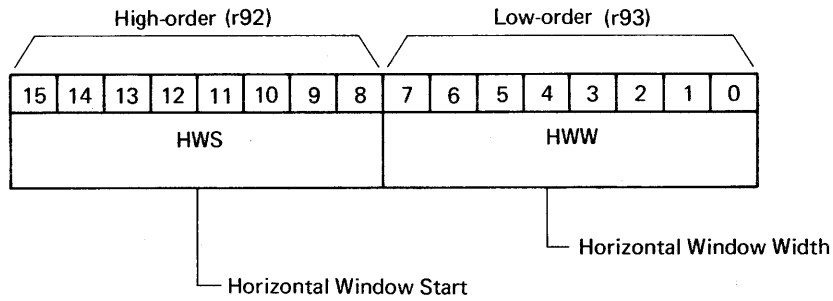 High-order (r92) Low-order (r93)
15 14 13 12 11 10 9 8 7 6 5 4 3 2 1 0
HWS HWW
Horizontal Window Width
Horizontal Window Start